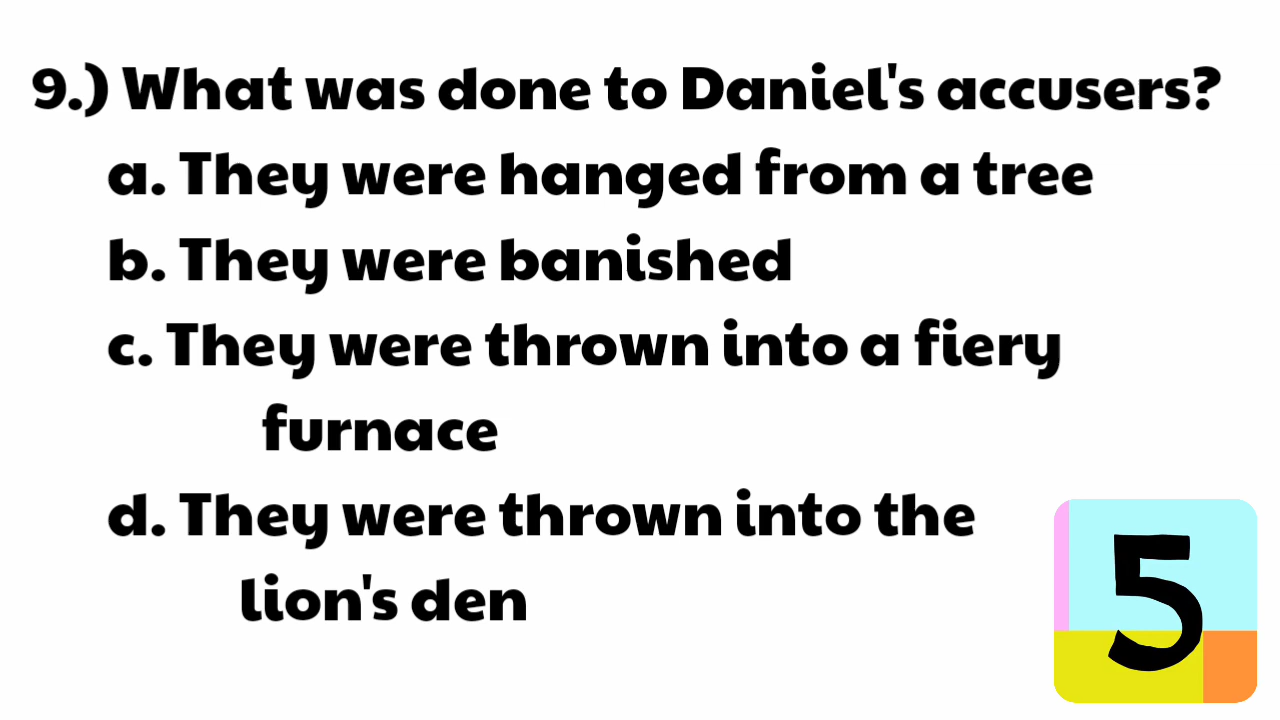 9.) What was done to Daniel's accusers?
a. They were hanged from a tree
b. They were banished
c. They were thrown into a fiery
furnace
d. They were thrown into the
lion's den
5